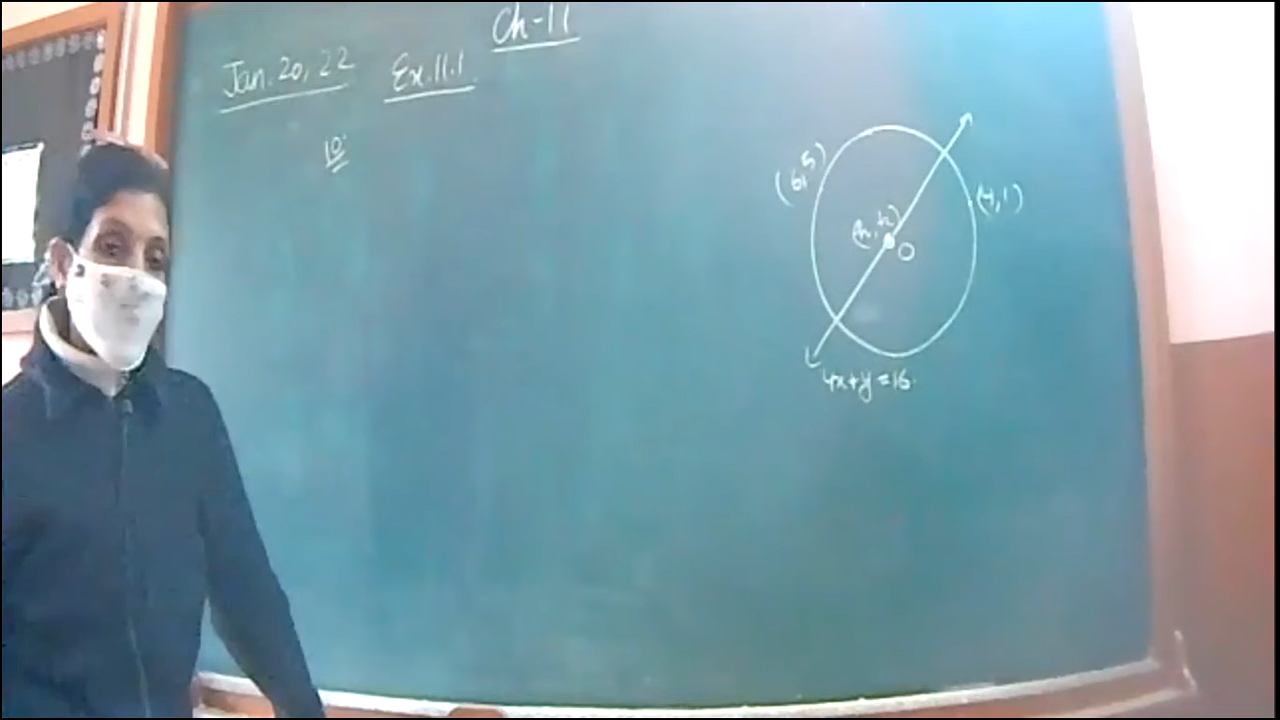 Ch-11
Jan. 20, 22 Ex.11.1.
10.
(6,5)
(4,1)
(h,k)
O
4x+y=16.